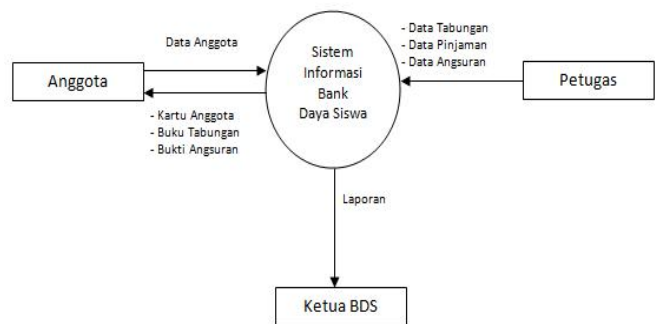 Data Anggota
Anggota
- Kartu Anggota
- Buku Tabungan
- Bukti Angsuran
Sistem
Informasi
Bank
Daya Siswa
- Data Tabungan
- Data Pinjaman
- Data Angsuran
Petugas
Laporan
Ketua BDS